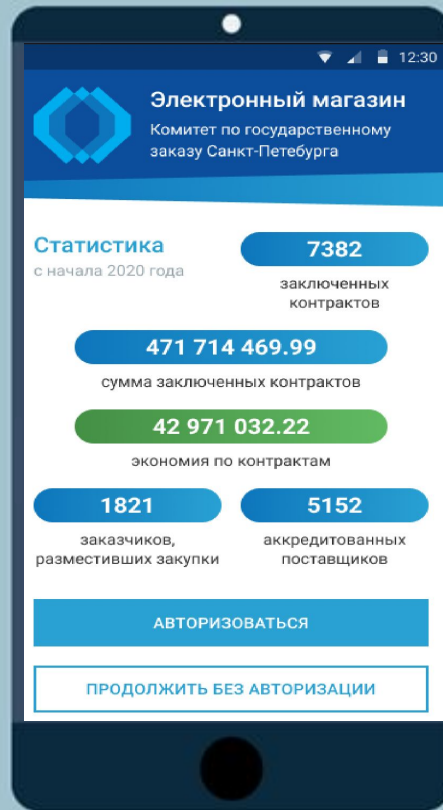 12:30
Электронный магазин
Комитет по государственному
заказу Санкт-Петебурга
Статистика
с начала 2020 года
7382
заключенных
контрактов
471 714 469.99
сумма заключенных контрактов
42 971 032.22
экономия по контрактам
1821
заказчиков,
разместивших закупки
5152
аккредитованных
поставщиков
АВТОРИЗОВАТЬСЯ
ПРОДОЛЖИТЬ БЕЗ АВТОРИЗАЦИИ